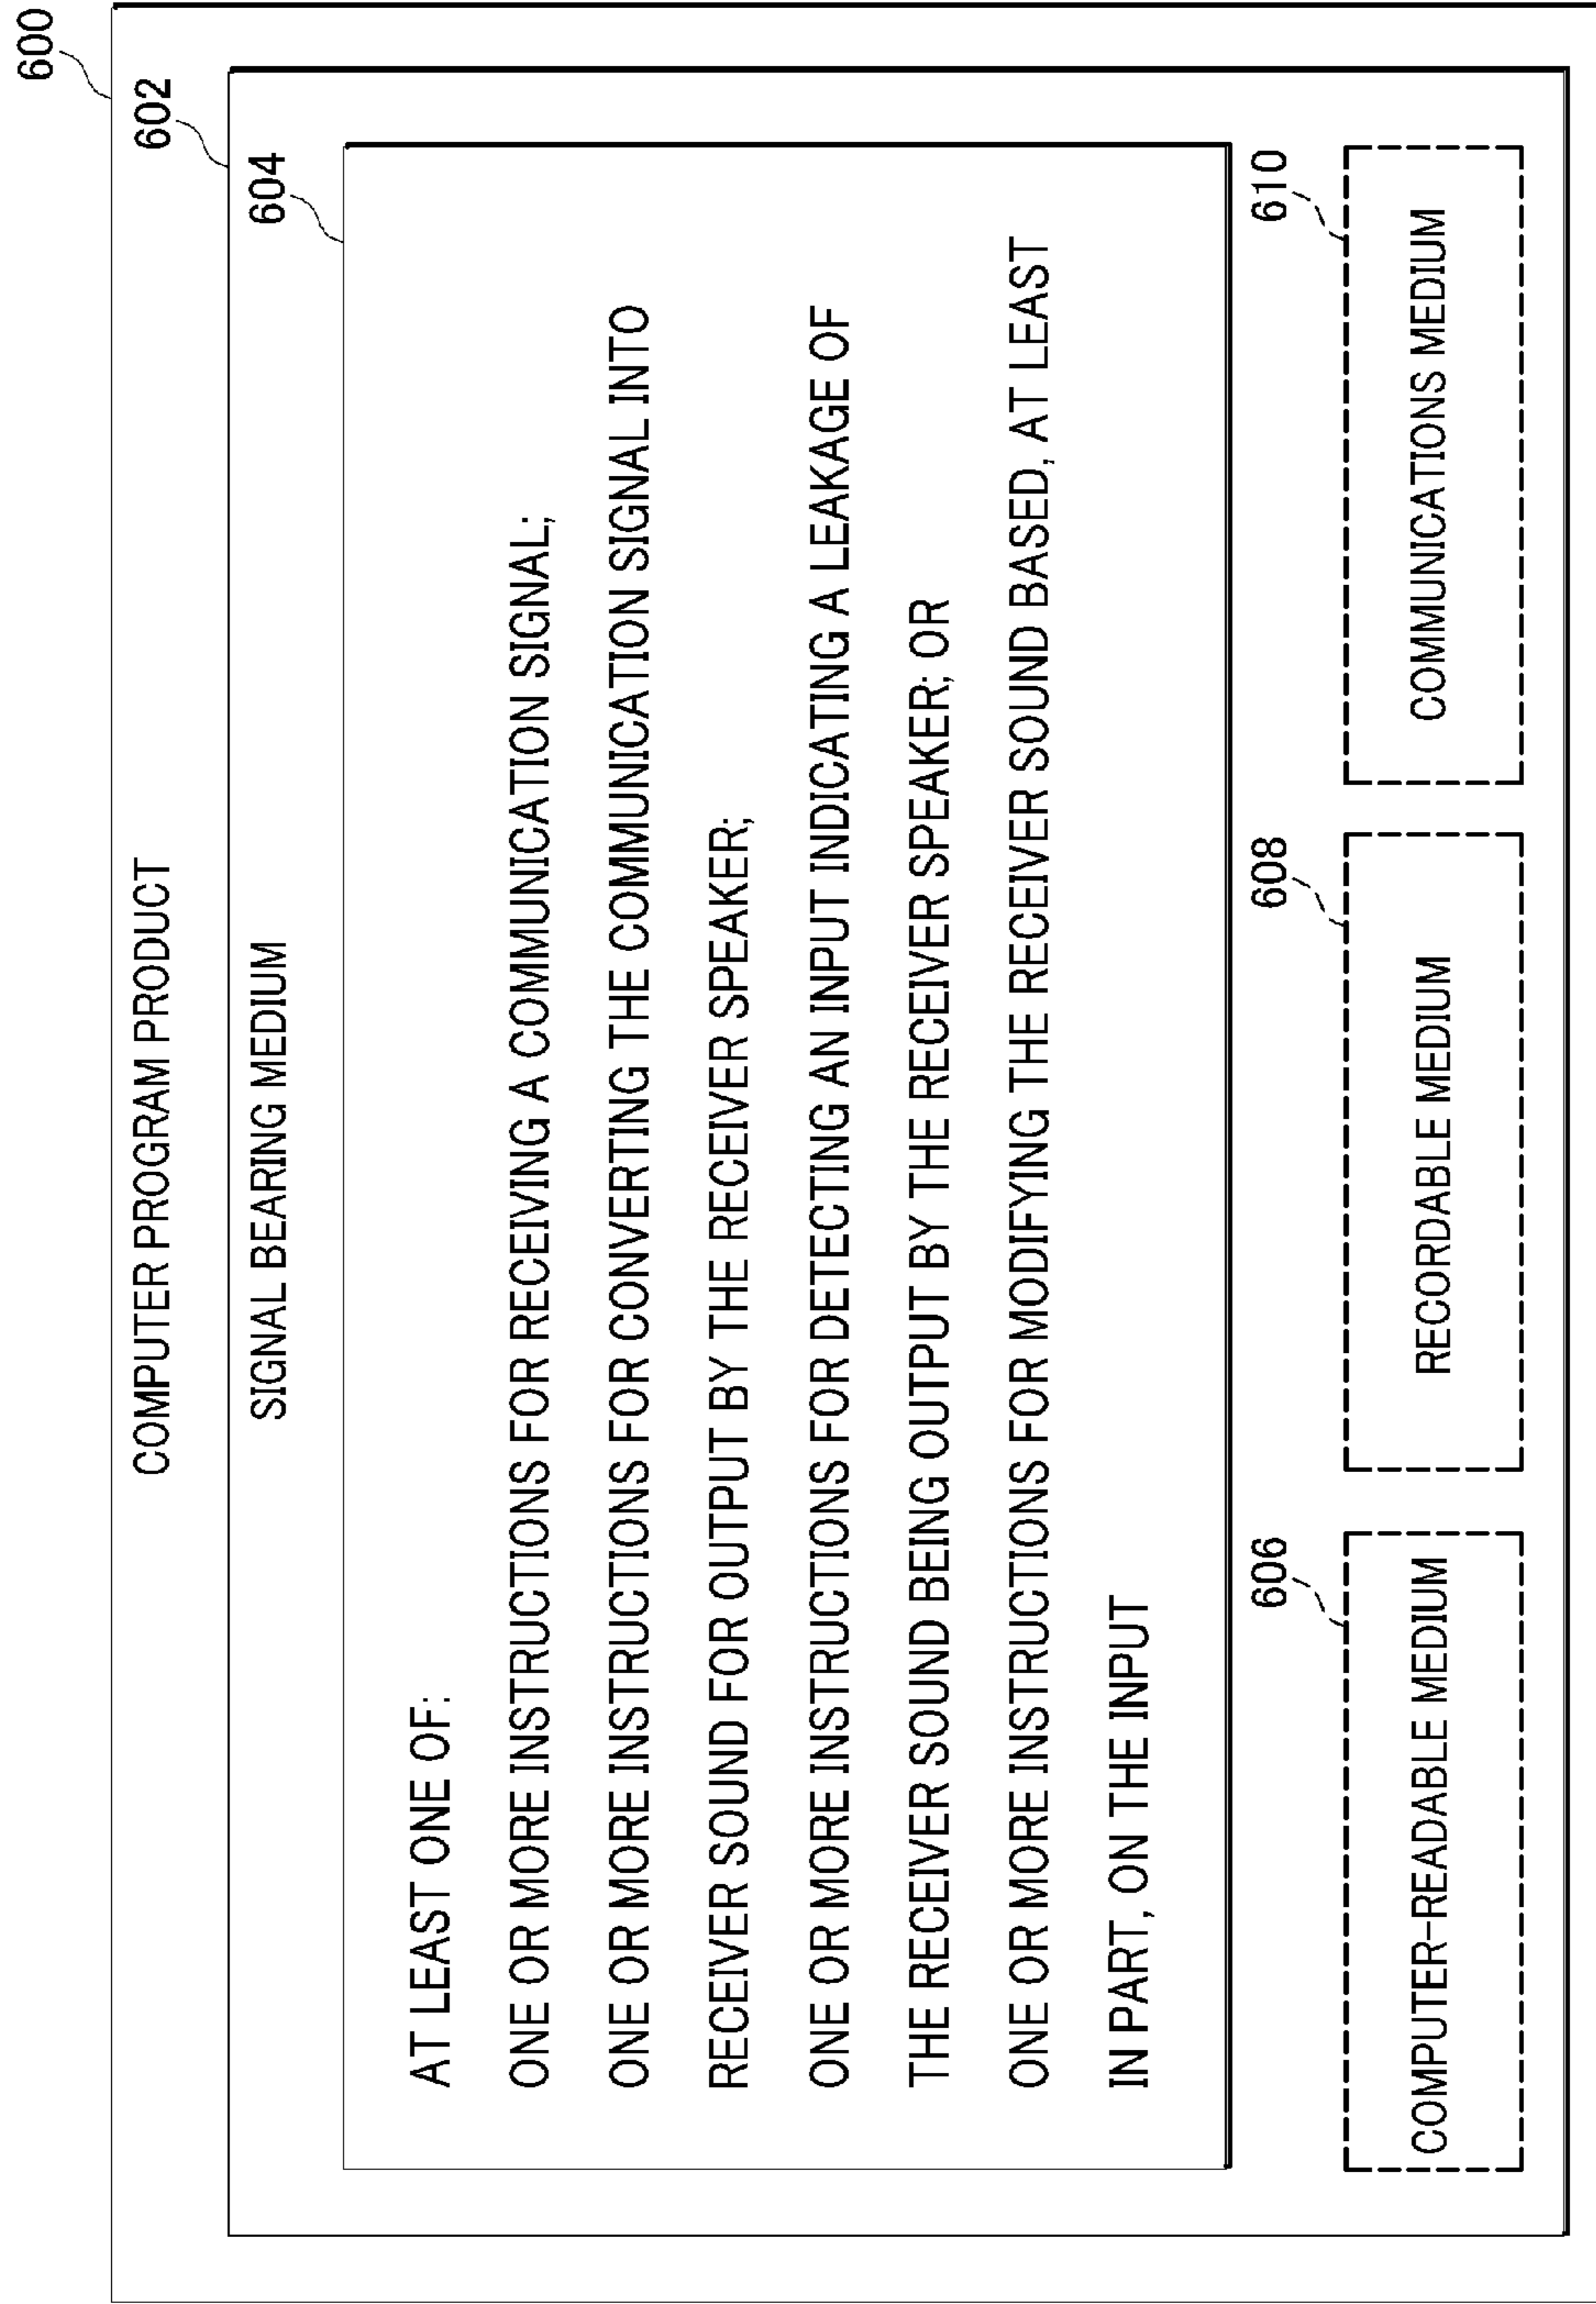 600
COMPUTER PROGRAM PRODUCT
602
SIGNAL BEARING MEDIUM
604
AT LEAST ONE OF:
ONE OR MORE INSTRUCTIONS FOR RECEIVING A COMMUNICATION SIGNAL;
ONE OR MORE INSTRUCTIONS FOR CONVERTING THE COMMUNICATION SIGNAL INTO
RECEIVER SOUND FOR OUTPUT BY THE RECEIVER SPEAKER;
ONE OR MORE INSTRUCTIONS FOR DETECTING AN INPUT INDICATING A LEAKAGE OF
THE RECEIVER SOUND BEING OUTPUT BY THE RECEIVER SPEAKER; OR
ONE OR MORE INSTRUCTIONS FOR MODIFYING THE RECEIVER SOUND BASED, AT LEAST
IN PART, ON THE INPUT
606
COMPUTER-READABLE MEDIUM
608
RECORDABLE MEDIUM
610
COMMUNICATIONS MEDIUM